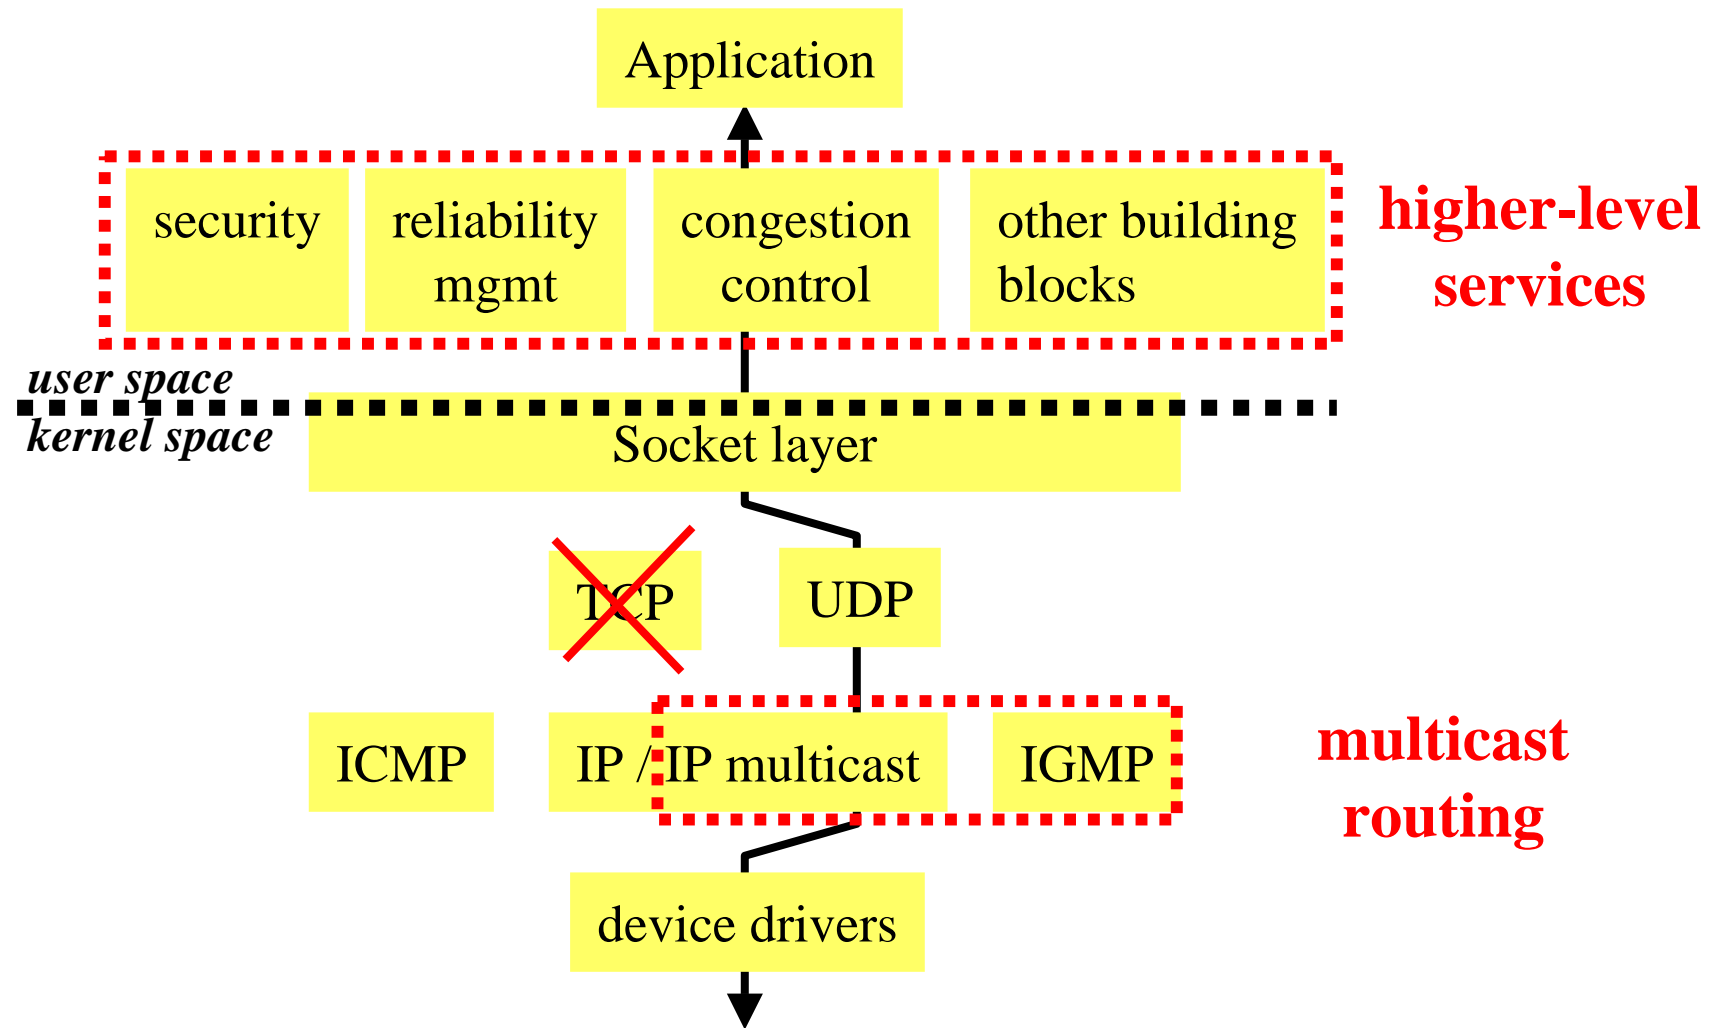 Application
security
reliability
mgmt
congestion
control
other building
blocks
higher-level
services
user space
kernel space
Socket layer
TCP
UDP
ICMP
IP / IP multicast
IGMP
multicast
routing
device drivers